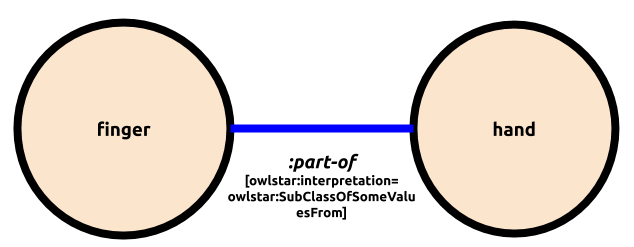 finger
hand
:part-of
[owlstar:interpretation=
owlstar:SubClassOfSomeValu
esFrom]